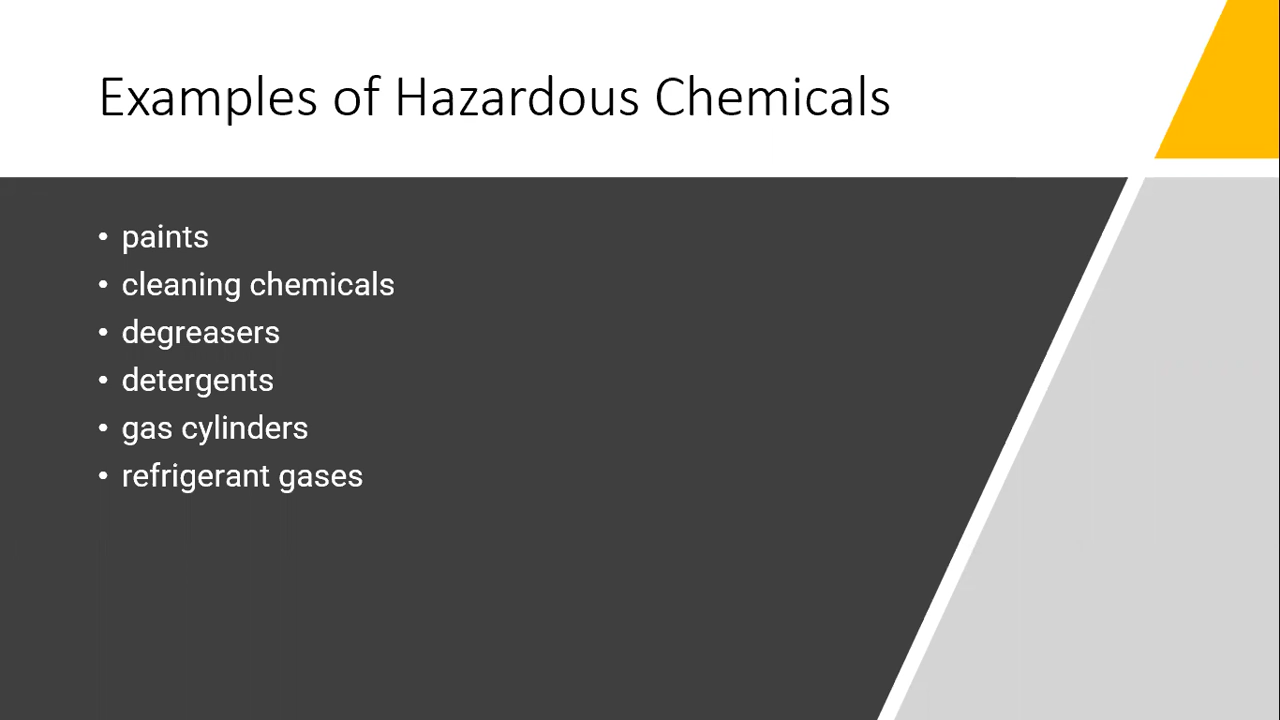 Examples of Hazardous Chemicals
• paints
• cleaning chemicals
• degreasers
• detergents
• gas cylinders
• refrigerant gases